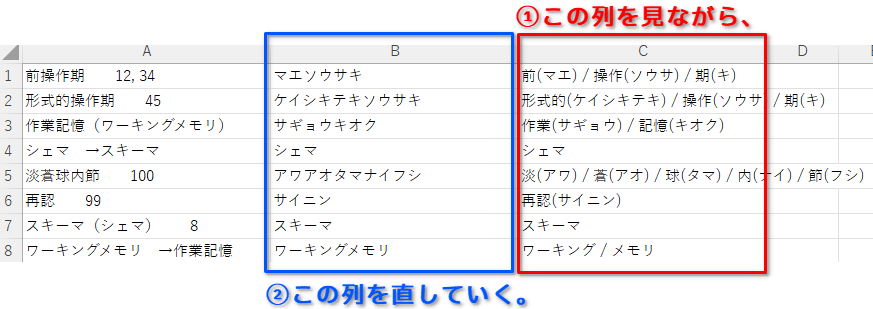 ①この列を見ながら、
A B C D E
1 前操作期　　12, 34 マエソウサキ 前(マエ) / 操作(ソウサ) / 期(キ)
2 形式的操作期　　45 ケイシキテキソウサキ 形式的(ケイシキテキ) / 操作(ソウサ) / 期(キ)
3 作業記憶（ワーキングメモリ） サギョウキオク 作業(サギョウ) / 記憶(キオク)
4 シェマ　→スキーマ シェマ シェマ
5 淡蒼球内節　　100 アワアオタマナイフシ 淡(アワ) / 蒼(アオ) / 球(タマ) / 内(ナイ) / 節(フシ)
6 再認　　99 サイニン 再認(サイニン)
7 スキーマ（シェマ）　　8 スキーマ スキーマ
8 ワーキングメモリ　→作業記憶 ワーキングメモリ ワーキング / メモリ
②この列を直していく。